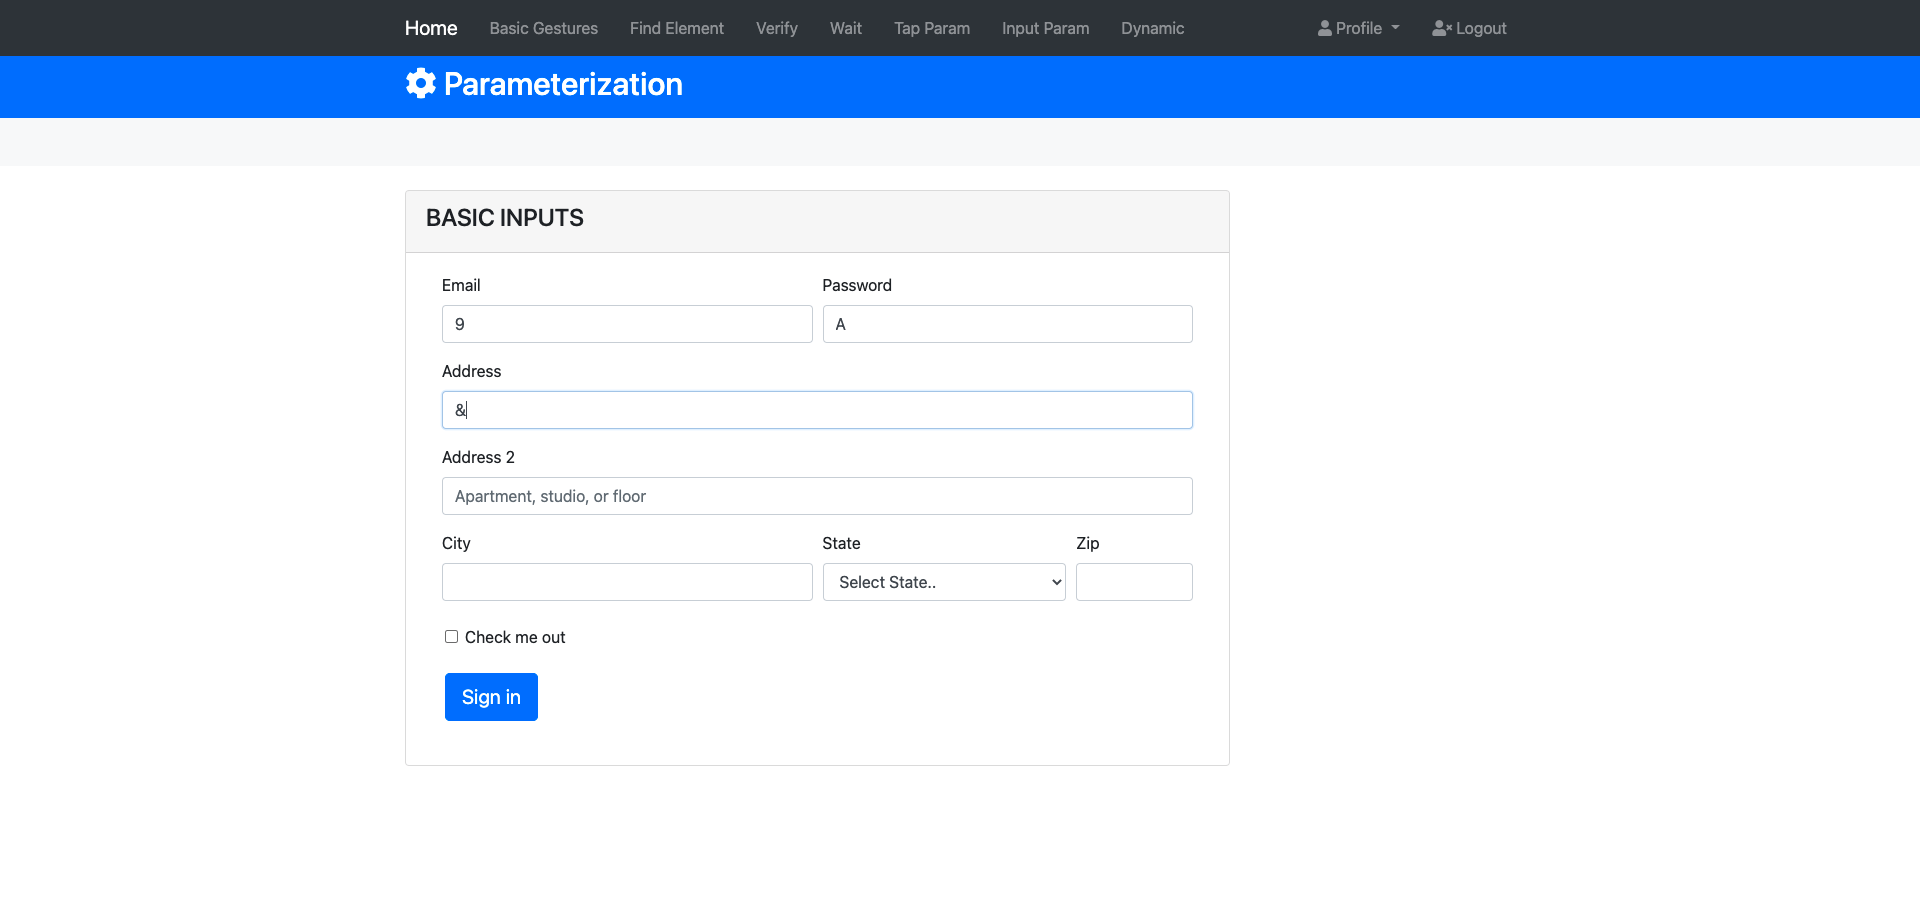 Home Basic Gestures Find Element Verify Wait Tap Param Input Param Dynamic Profile Logout
Parameterization
BASIC INPUTS
Email Password
9 A
Address
&
Address 2
Apartment, studio, or floor
City State Zip
Select State..
Check me out
Sign in